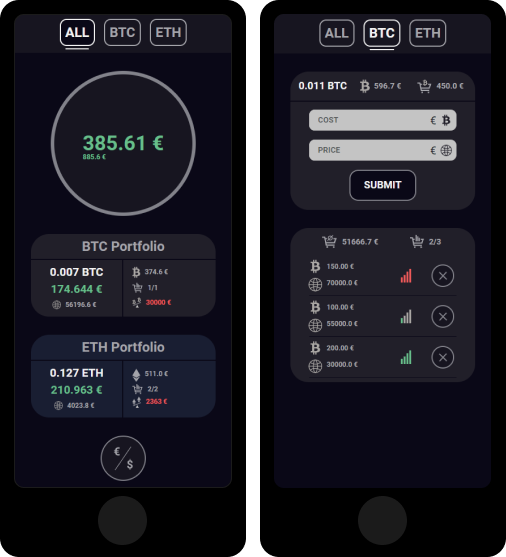 ALL BTC ETH
385.61 €
885.6 €
BTC Portfolio
0.007 BTC
174.644 €
56196.6 €
374.6 €
1/1
30000 €
ETH Portfolio
0.127 ETH
210.963 €
4023.8 €
511.0 €
2/2
2363 €
€
$
ALL BTC ETH
0.011 BTC 596.7 € 450.0 €
COST €
PRICE €
SUBMIT
51666.7 € 2/3
150.00 €
70000.0 €
100.00 €
55000.0 €
200.00 €
30000.0 €